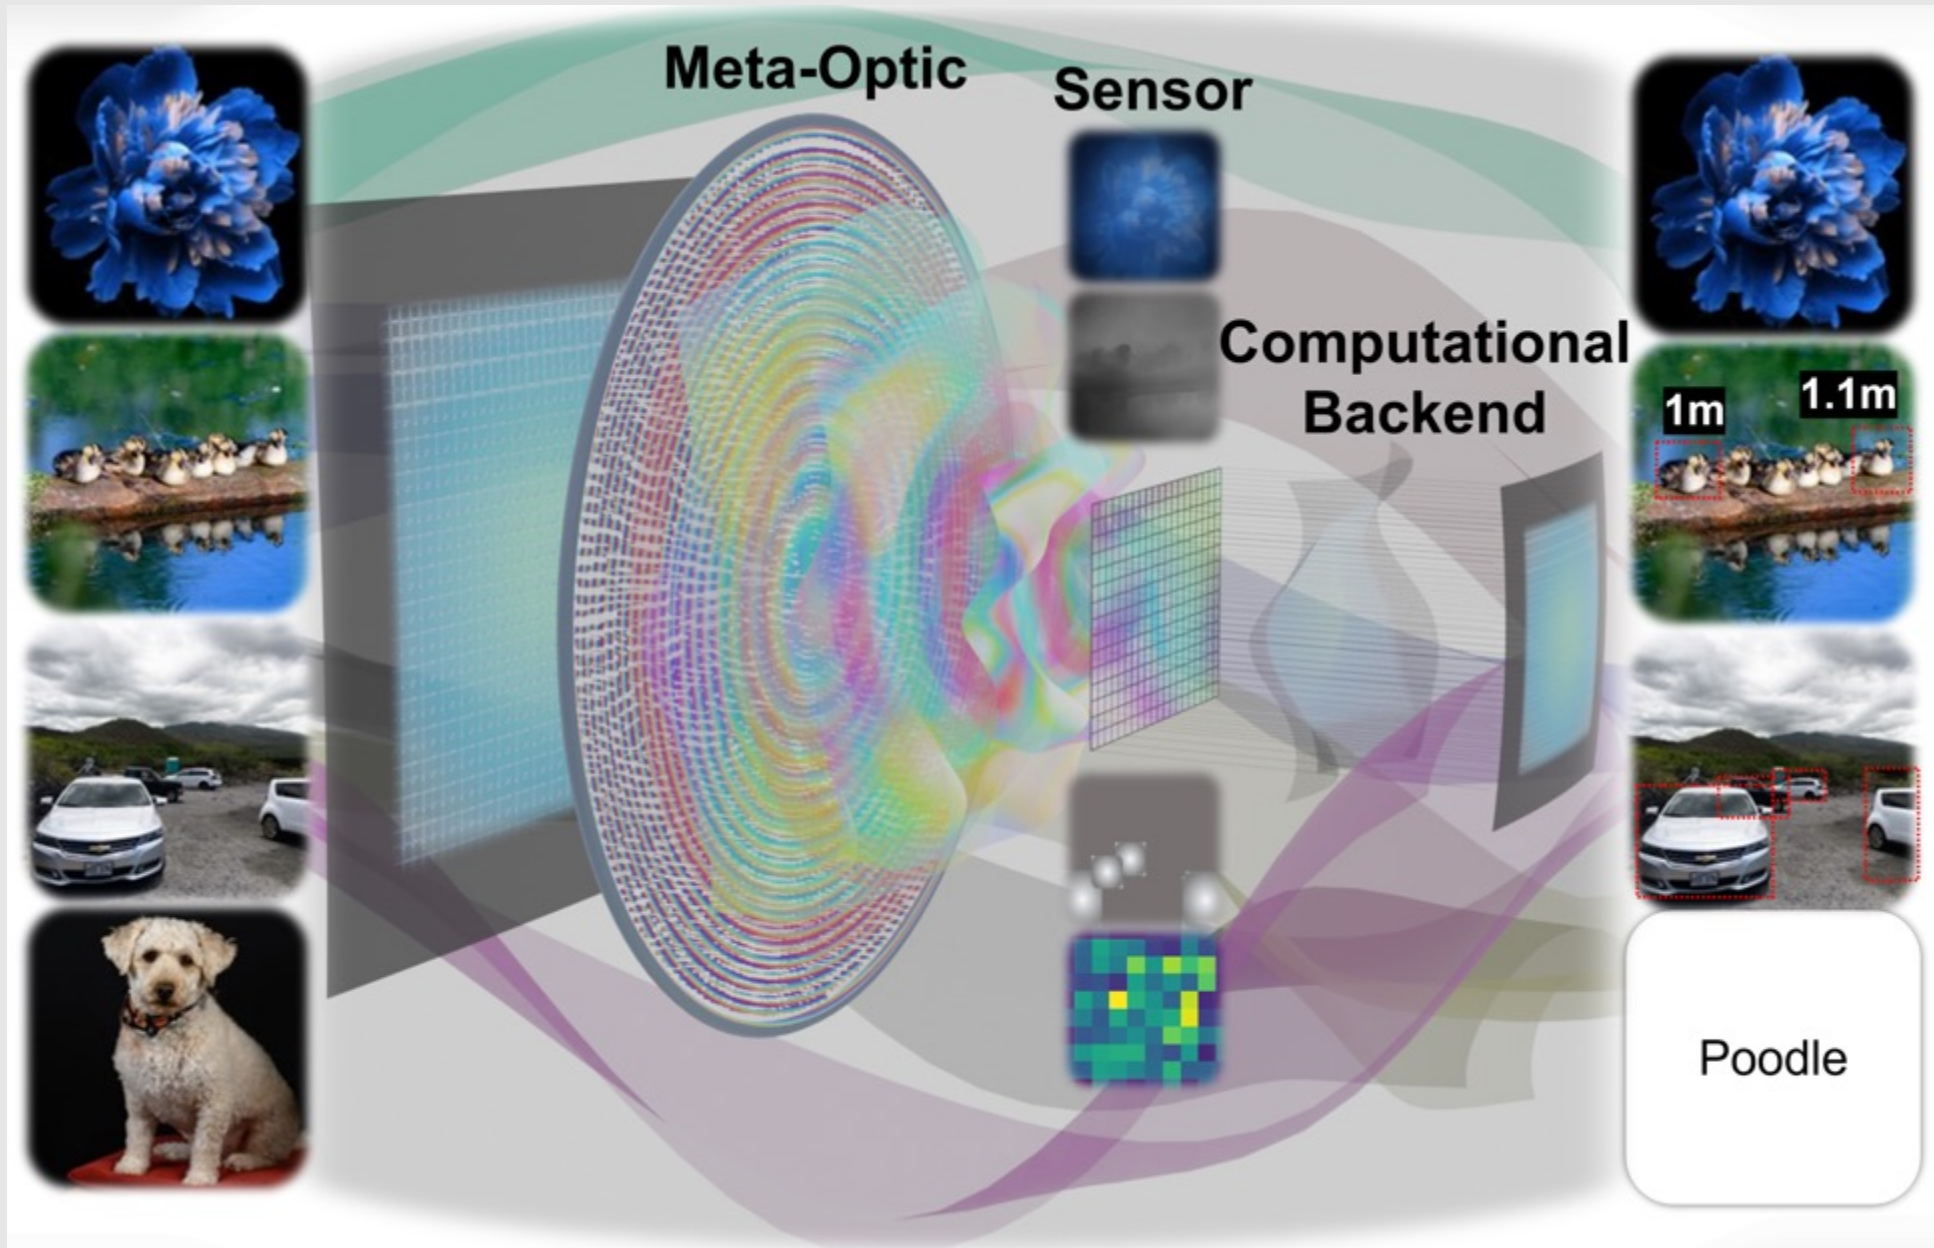 Meta-Optic
Sensor
Computational
Backend
1m
1.1m
Poodle